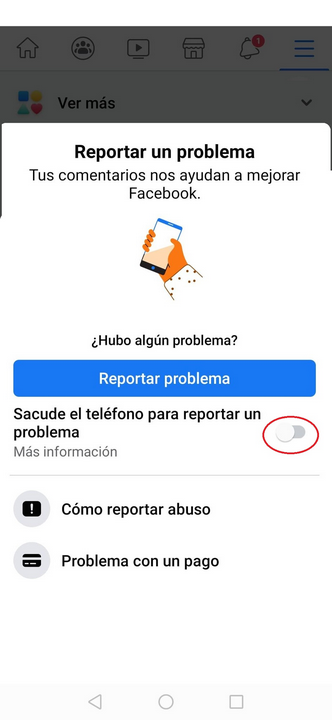 1
Ver más
Reportar un problema
Tus comentarios nos ayudan a mejorar
Facebook.
¿Hubo algún problema?
Reportar problema
Sacude el teléfono para reportar un
problema
Más información
Cómo reportar abuso
Problema con un pago